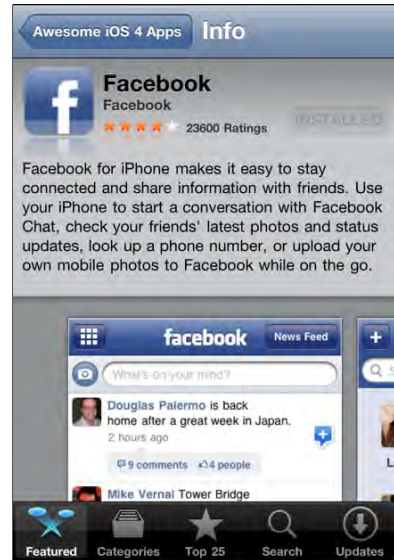 Awesome iOS 4 Apps
Info
Facebook
Facebook
23600 Ratings
INSTALLED
Facebook for iPhone makes it easy to stay
connected and share information with friends. Use
your iPhone to start a conversation with Facebook
Chat, check your friends' latest photos and status
updates, look up a phone number, or upload your
own mobile photos to Facebook while on the go.
facebook
News Feed
What's on your mind?
Douglas Palermo is back
home after a great week in Japan.
2 hours ago
9 comments 4 people
Mike Vernal Tower Bridge
Featured
Categories
Top 25
Search
Updates